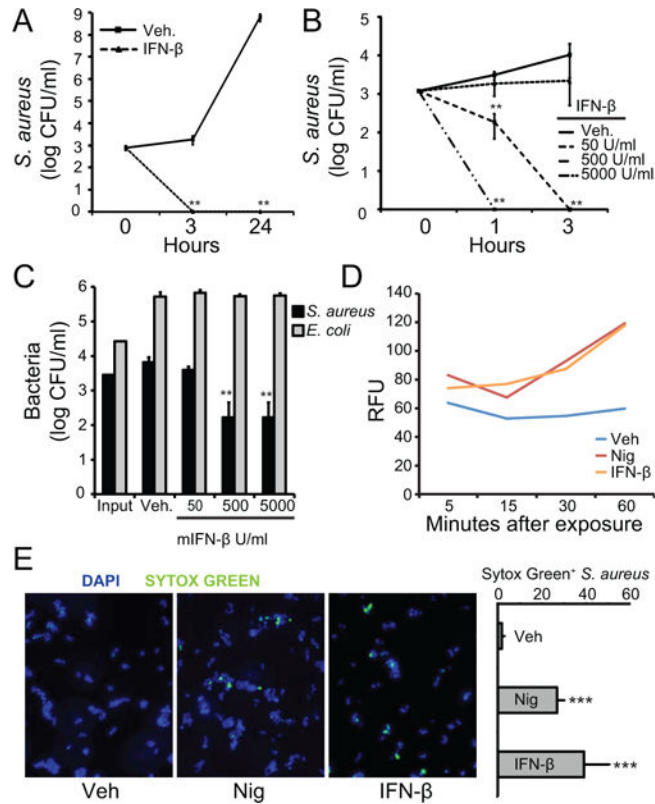 A
9
8
7
6
5
4
3
2
1
0
S. aureus
(log CFU/ml)
Veh.
IFN-β
**
**
0
3
24
Hours
B
5
4
3
2
1
0
S. aureus
(log CFU/ml)
**
**
**
IFN-β
Veh.
50 U/ml
500 U/ml
5000 U/ml
0
1
3
Hours
C
6
5
4
3
2
1
0
Bacteria
(log CFU/ml)
S. aureus
E. coli
**
**
Input
Veh.
50
500
5000
mIFN-β U/ml
D
140
120
100
80
60
40
20
0
RFU
Veh
Nig
IFN-β
5
15
30
60
Minutes after exposure
E
DAPI
SYTOX GREEN
Veh
Nig
IFN-β
Sytox Green+ S. aureus
0
20
40
60
Veh
Nig
***
IFN-β
***